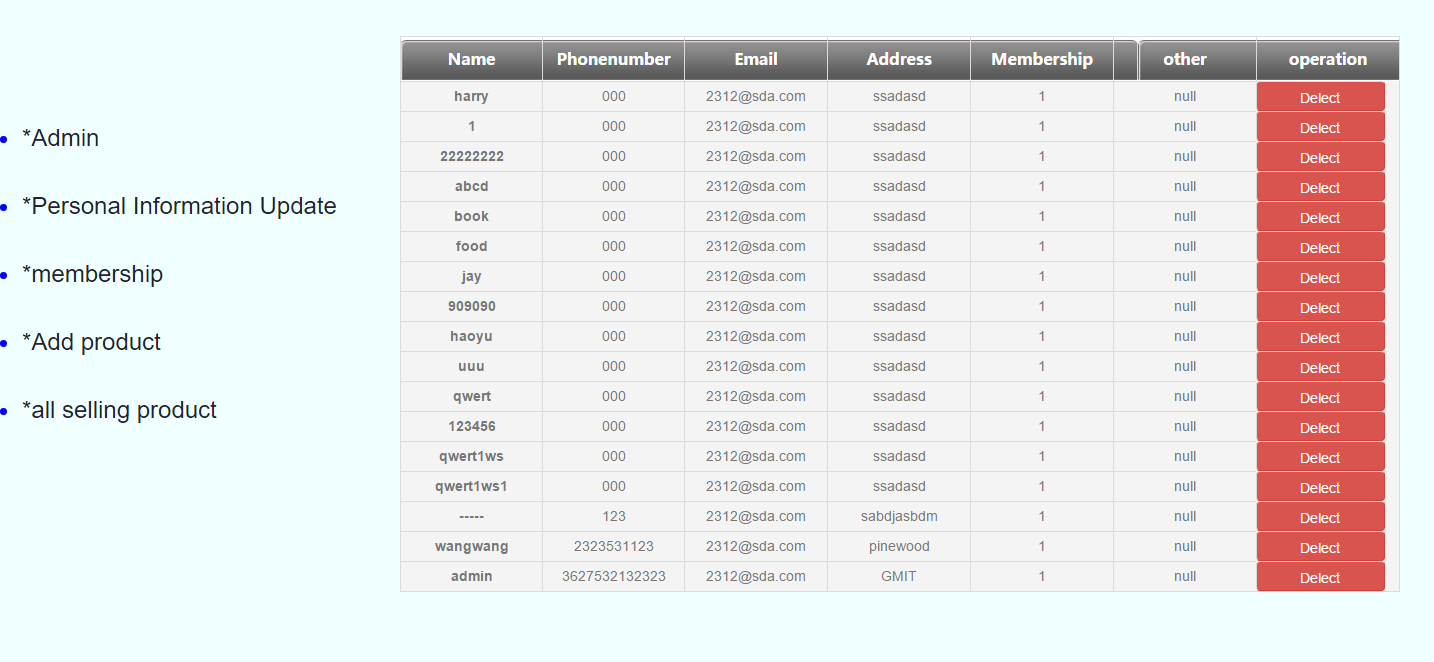 *Admin
*Personal Information Update
*membership
*Add product
*all selling product
Name Phonenumber Email Address Membership other operation
harry 000 2312@sda.com ssadasd 1 null Delect
1 000 2312@sda.com ssadasd 1 null Delect
22222222 000 2312@sda.com ssadasd 1 null Delect
abcd 000 2312@sda.com ssadasd 1 null Delect
book 000 2312@sda.com ssadasd 1 null Delect
food 000 2312@sda.com ssadasd 1 null Delect
jay 000 2312@sda.com ssadasd 1 null Delect
909090 000 2312@sda.com ssadasd 1 null Delect
haoyu 000 2312@sda.com ssadasd 1 null Delect
uuu 000 2312@sda.com ssadasd 1 null Delect
qwert 000 2312@sda.com ssadasd 1 null Delect
123456 000 2312@sda.com ssadasd 1 null Delect
qwert1ws 000 2312@sda.com ssadasd 1 null Delect
qwert1ws1 000 2312@sda.com ssadasd 1 null Delect
----- 123 2312@sda.com sabdjasbdm 1 null Delect
wangwang 2323531123 2312@sda.com pinewood 1 null Delect
admin 3627532132323 2312@sda.com GMIT 1 null Delect